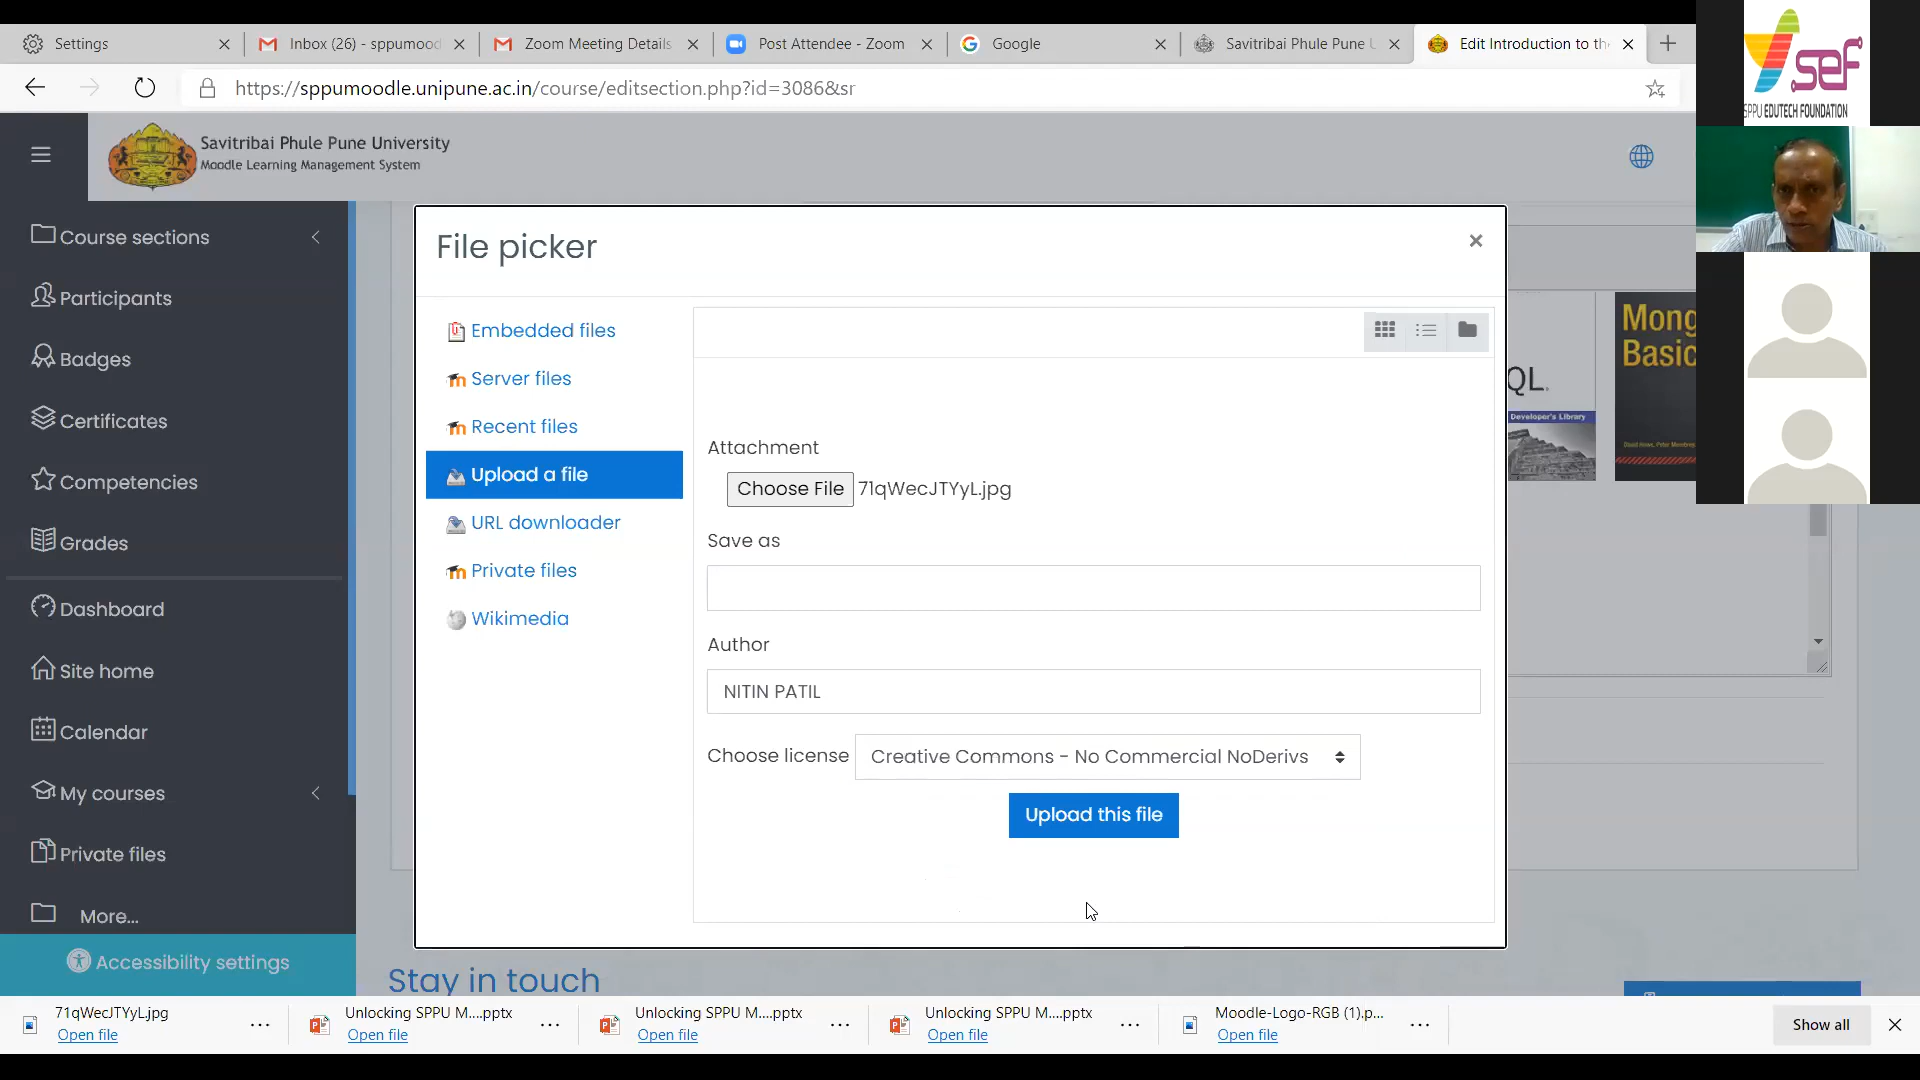 Settings
Inbox (26) - sppumood
Zoom Meeting Details
Post Attendee - Zoom
Google
Savitribai Phule Pune U
Edit Introduction to the
https://sppumoodle.unipune.ac.in/course/editsection.php?id=3086&sr
sef
SPPU EDUTECH FOUNDATION
Savitribai Phule Pune University
Moodle Learning Management System
Course sections
Participants
Badges
Certificates
Competencies
Grades
Dashboard
Site home
Calendar
My courses
Private files
More...
Accessibility settings
File picker
Embedded files
Server files
Recent files
Upload a file
URL downloader
Private files
Wikimedia
Attachment
Choose File 71qWecJTYyL.jpg
Save as
Author
NITIN PATIL
Choose license Creative Commons - No Commercial NoDerivs
Upload this file
QL.
Developer's Library
Mong
Basic
Stay in touch
71qWecJTYyL.jpg
Open file
Unlocking SPPU M....pptx
Open file
Unlocking SPPU M....pptx
Open file
Unlocking SPPU M....pptx
Open file
Moodle-Logo-RGB (1).p...
Open file
Show all